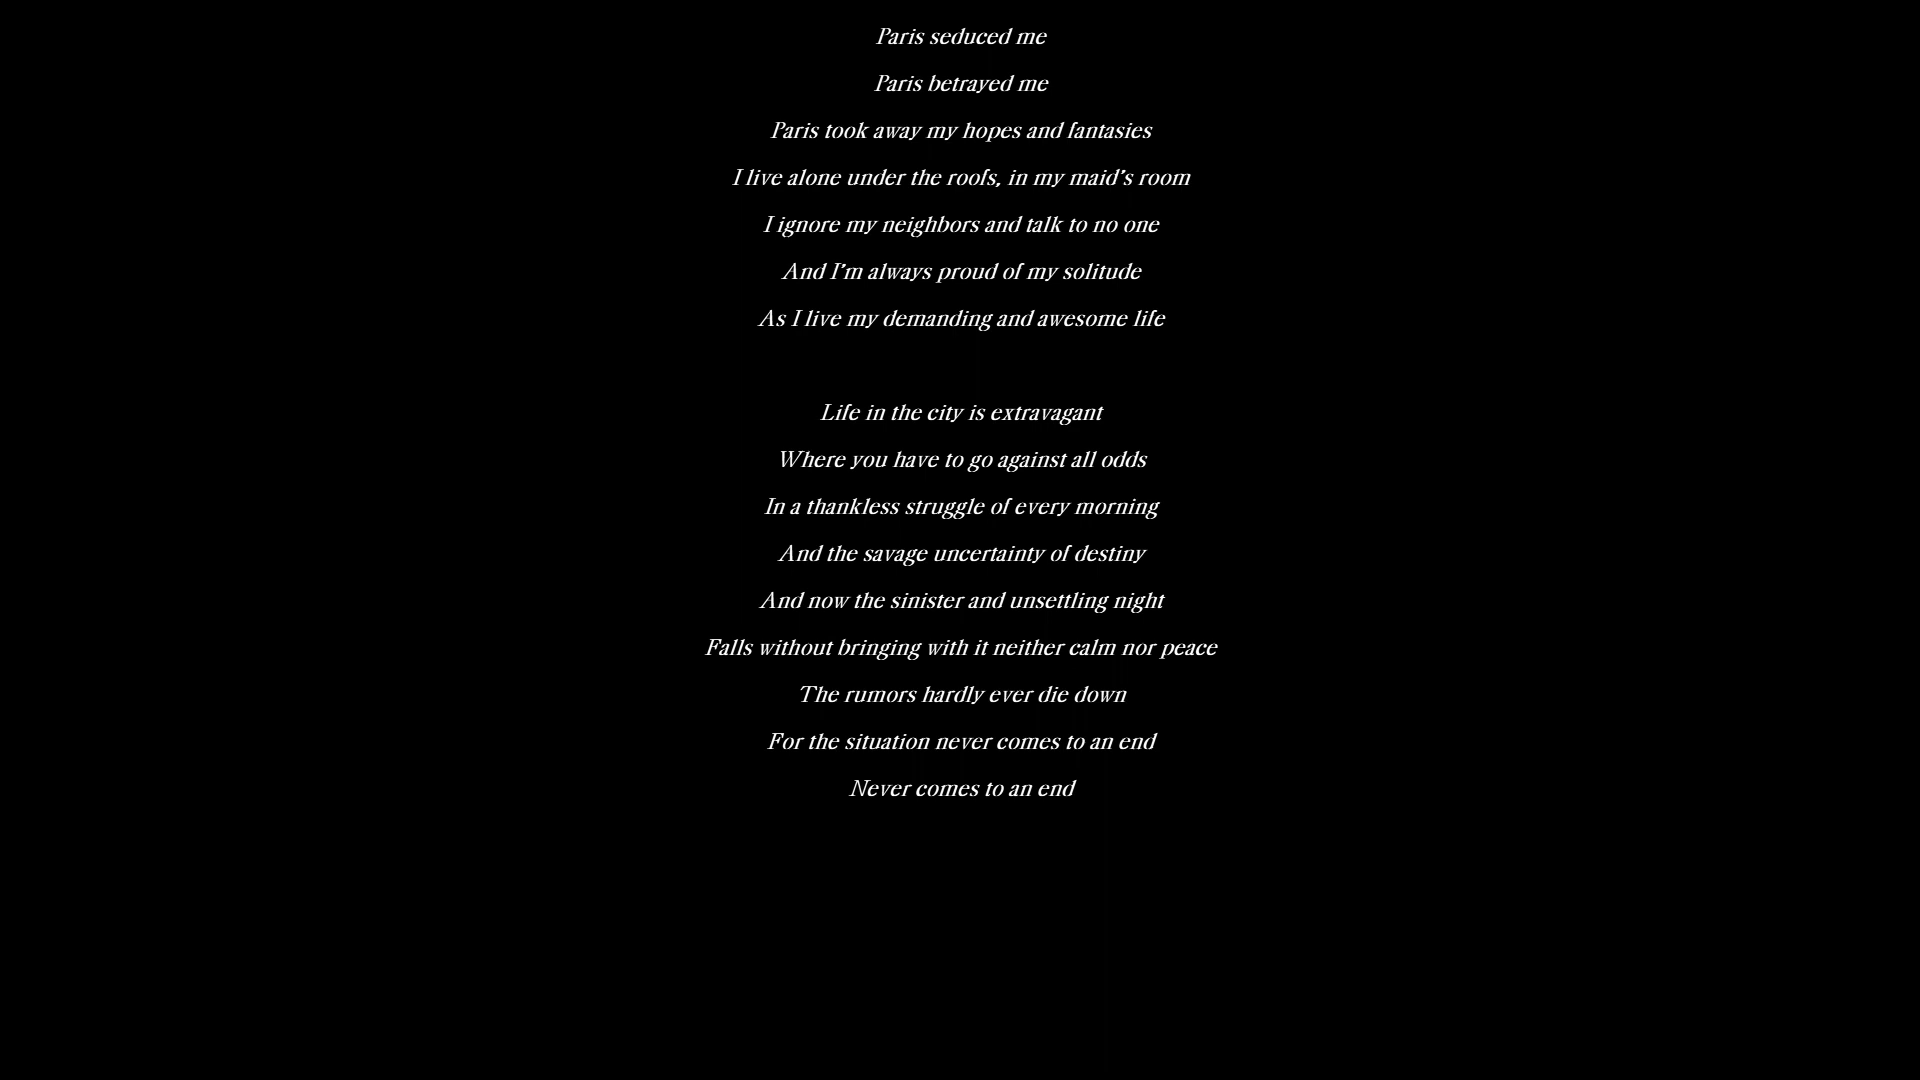 Paris seduced me
Paris betrayed me
Paris took away my hopes and fantasies
I live alone under the roofs, in my maid's room
I ignore my neighbors and talk to no one
And I'm always proud of my solitude
As I live my demanding and awesome life
Life in the city is extravagant
Where you have to go against all odds
In a thankless struggle of every morning
And the savage uncertainty of destiny
And now the sinister and unsettling night
Falls without bringing with it neither calm nor peace
The rumors hardly ever die down
For the situation never comes to an end
Never comes to an end